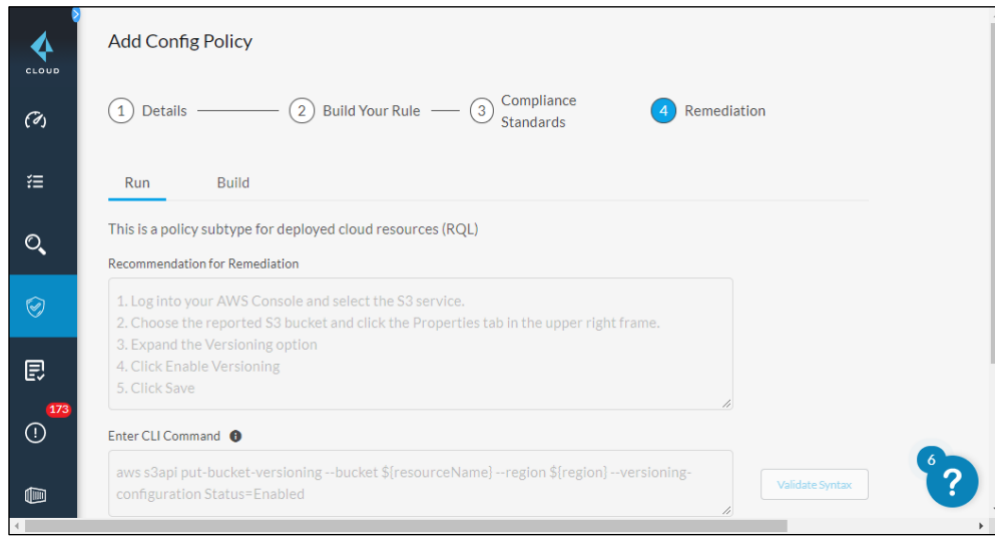 CLOUD
173
Add Config Policy
1 Details
2 Build Your Rule
3 Compliance
Standards
4 Remediation
Run Build
This is a policy subtype for deployed cloud resources (RQL)
Recommendation for Remediation
1. Log into your AWS Console and select the S3 service.
2. Choose the reported S3 bucket and click the Properties tab in the upper right frame.
3. Expand the Versioning option
4. Click Enable Versioning
5. Click Save
Enter CLI Command
aws s3api put-bucket-versioning --bucket ${resourceName} --region ${region} --versioning-
configuration Status=Enabled
Validate Syntax
6
?